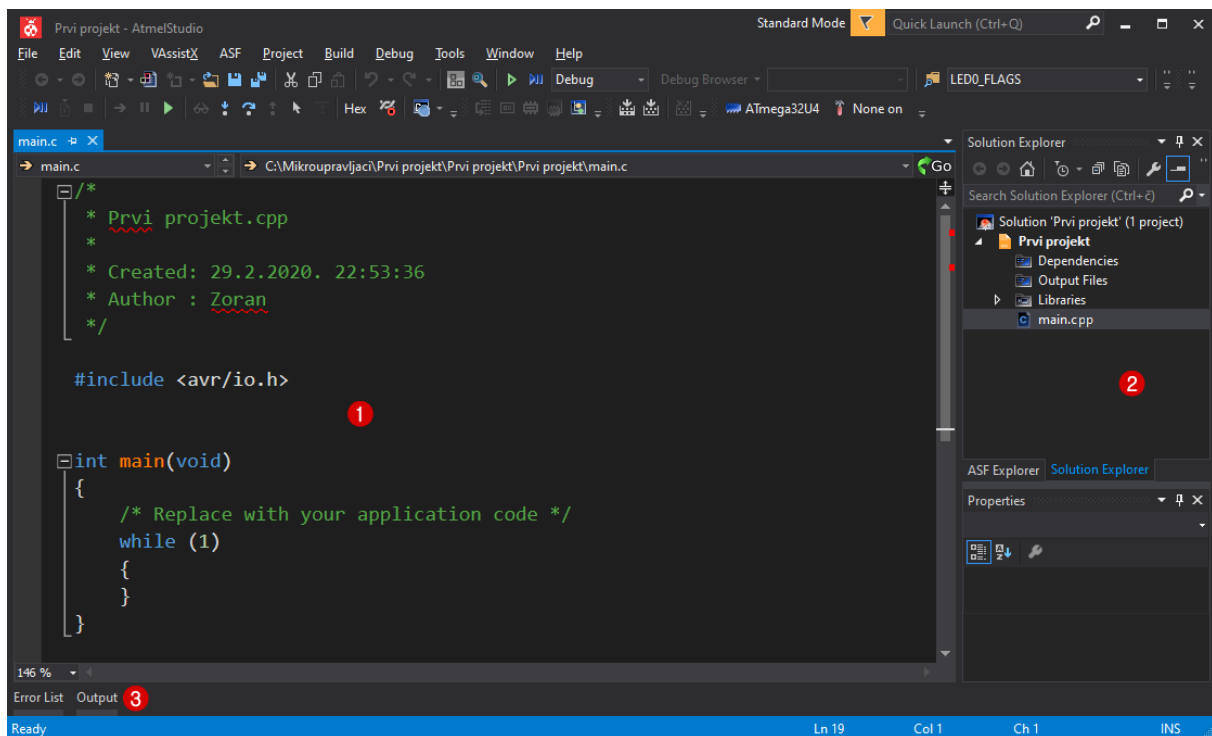 Prvi projekt - AtmelStudio
Standard Mode
Quick Launch (Ctrl+Q)
File Edit View VAssistX ASF Project Build Debug Tools Window Help
Debug
Debug Browser
LED0_FLAGS
Hex
ATmega32U4
None on
main.c
main.c
C:\Mikroupravljaci\Prvi projekt\Prvi projekt\Prvi projekt\main.c
Go
/*
* Prvi projekt.cpp
*
* Created: 29.2.2020. 22:53:36
* Author : Zoran
*/
#include <avr/io.h>
1
int main(void)
{
/* Replace with your application code */
while (1)
{
}
}
146 %
Solution Explorer
Search Solution Explorer (Ctrl+č)
Solution 'Prvi projekt' (1 project)
Prvi projekt
Dependencies
Output Files
Libraries
main.cpp
2
ASF Explorer Solution Explorer
Properties
Error List Output 3
Ready Ln 19 Col 1 Ch 1 INS